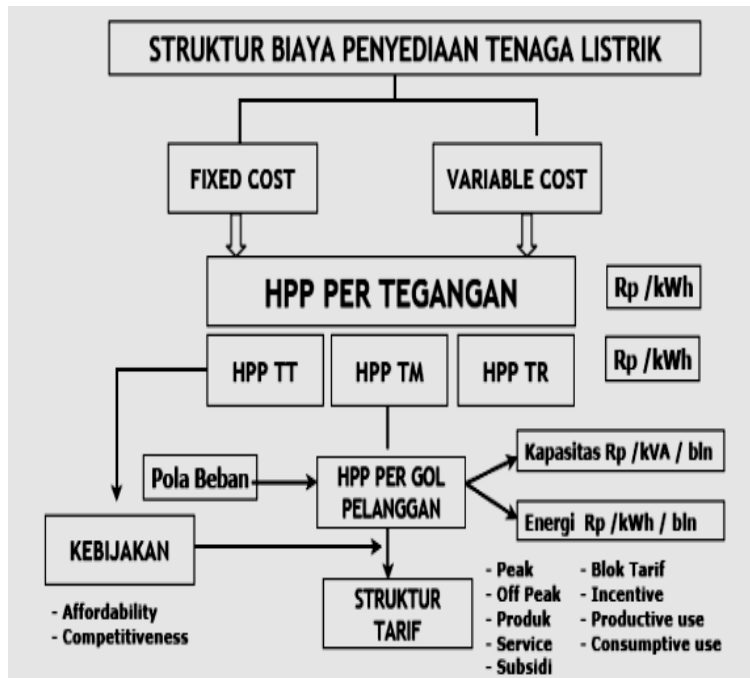 STRUKTUR BIAYA PENYEDIAAN TENAGA LISTRIK
FIXED COST
VARIABLE COST
HPP PER TEGANGAN
Rp /kWh
HPP TT
HPP TM
HPP TR
Rp /kWh
Pola Beban
HPP PER GOL
PELANGGAN
Kapasitas Rp /kVA / bln
Energi Rp /kWh / bln
KEBIJAKAN
- Affordability
- Competitiveness
STRUKTUR
TARIF
- Peak
- Off Peak
- Produk
- Service
- Subsidi
- Blok Tarif
- Incentive
- Productive use
- Consumptive use